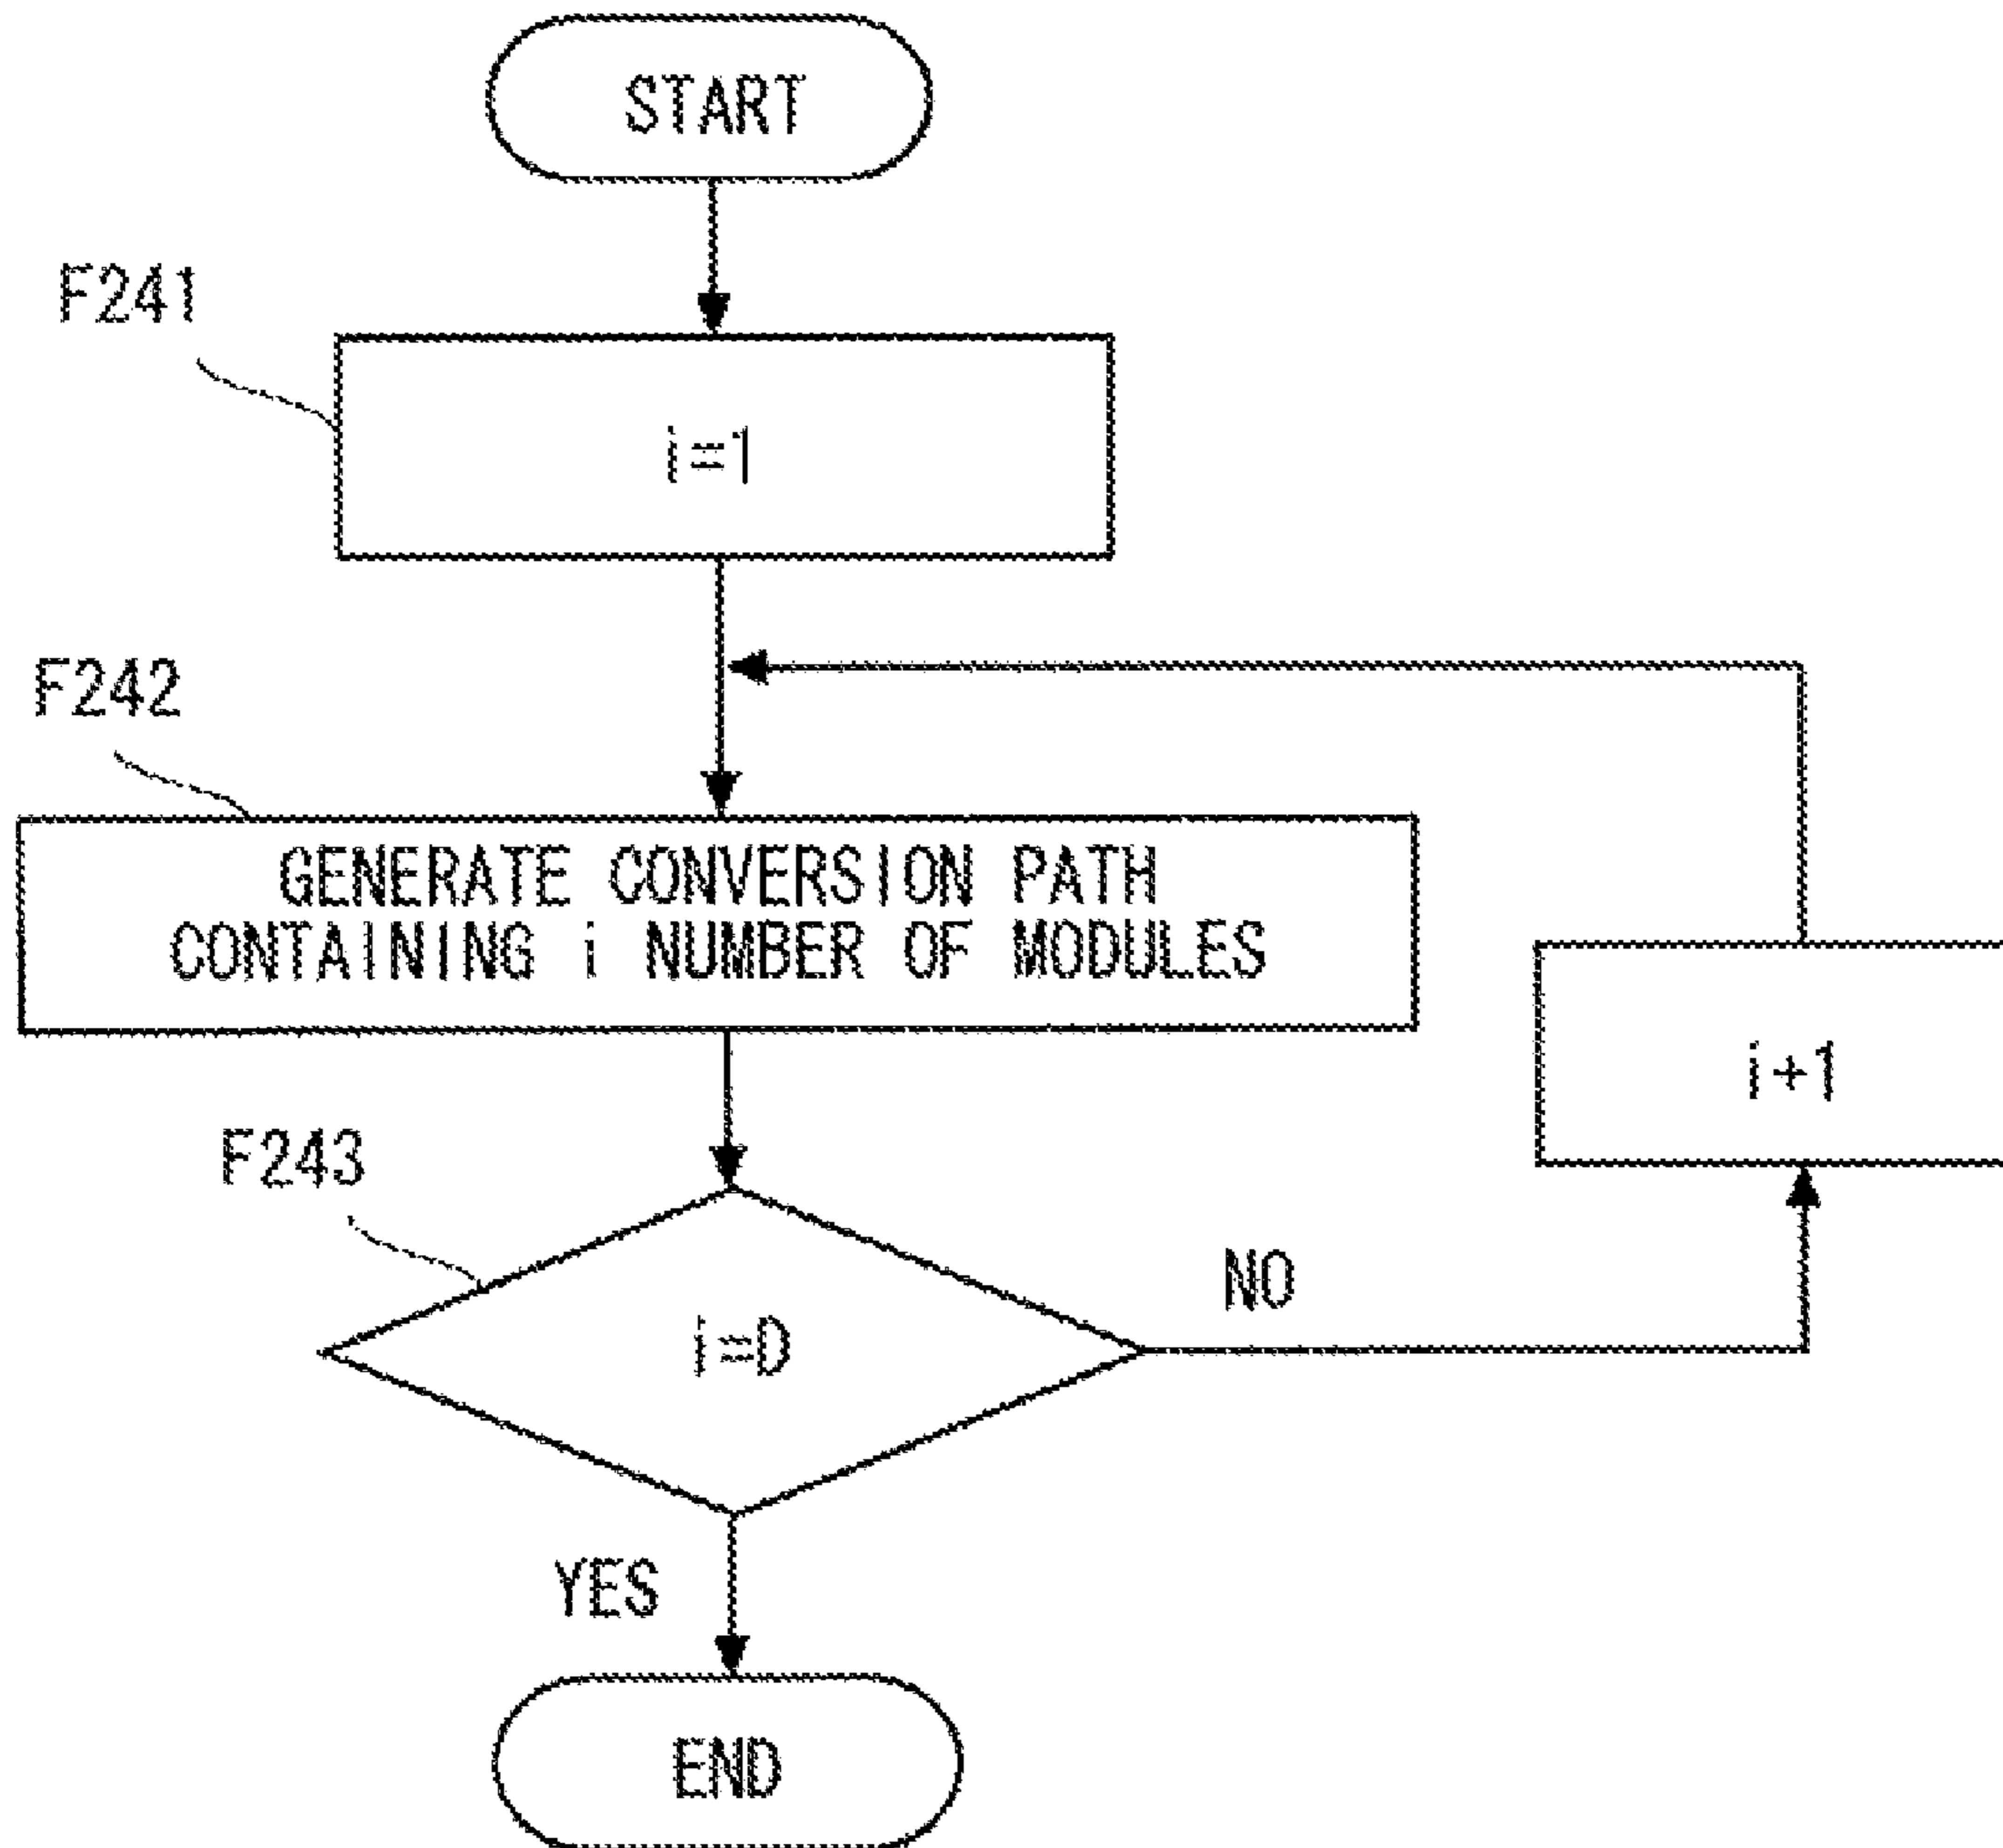 START
F241
i=1
F242
GENERATE CONVERSION PATH
CONTAINING i NUMBER OF MODULES
i+1
F243
NO
i=D
YES
END